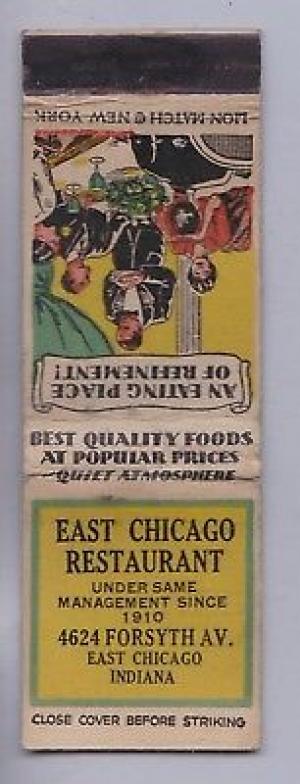 LION MATCH CO NEW YORK
AN EATING PLACE
OF REFINEMENT!
BEST QUALITY FOODS
AT POPULAR PRICES
QUIET ATMOSPHERE
EAST CHICAGO
RESTAURANT
UNDER SAME
MANAGEMENT SINCE
1910
4624 FORSYTH AV.
EAST CHICAGO
INDIANA
CLOSE COVER BEFORE STRIKING